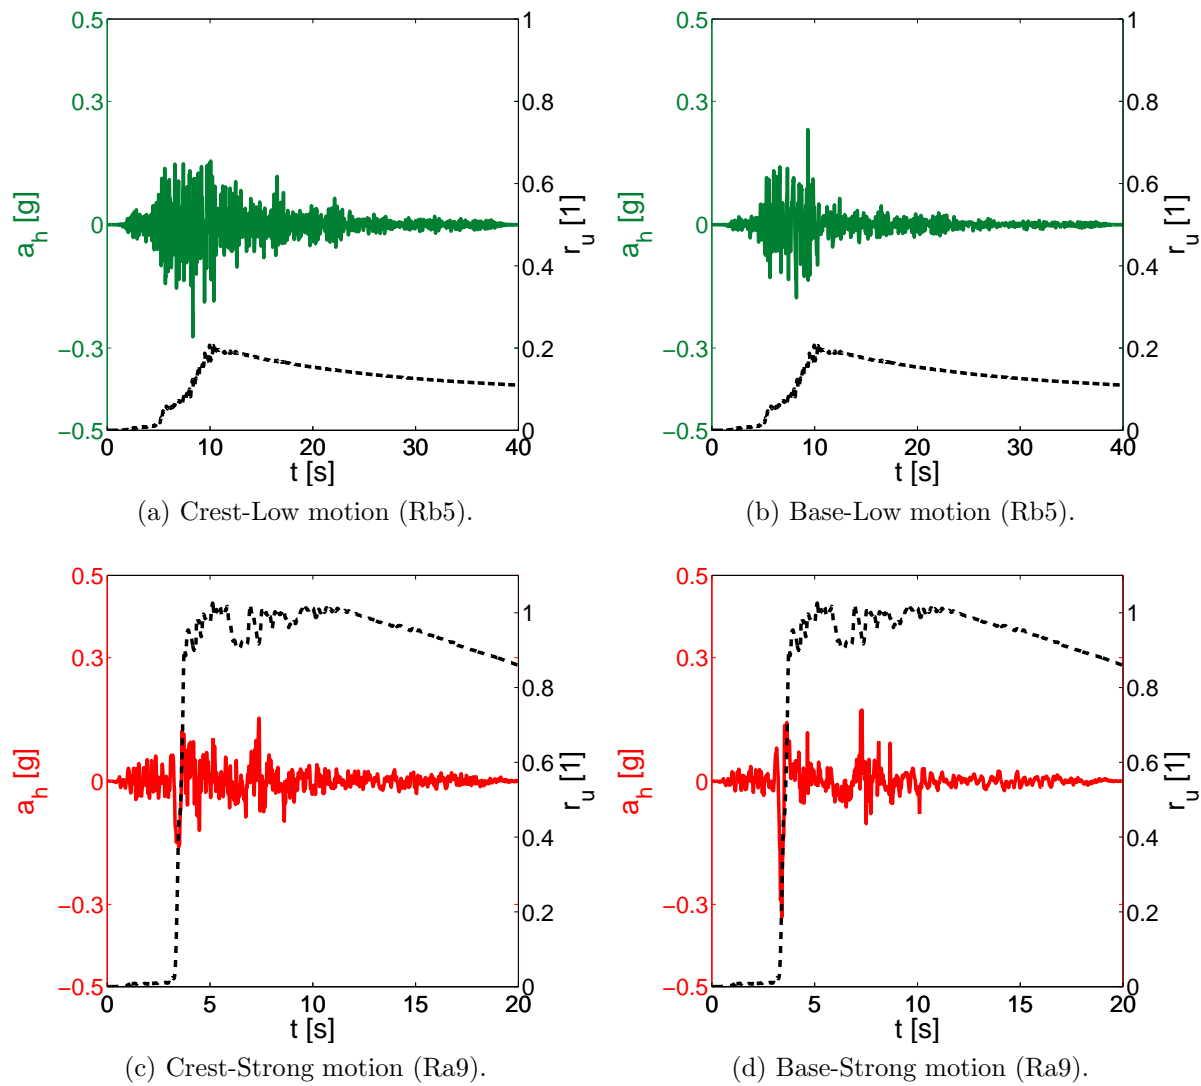 0.5 1 0.5 1
0.8 0.8
0.3 0.3
0.6 0.6
a_h [g] 0 r_u [1] a_h [g] 0 r_u [1]
0.4 0.4
−0.3 0.2 −0.3 0.2
−0.5 0 −0.5 0
0 10 20 30 40 0 10 20 30 40
t [s] t [s]
(a) Crest-Low motion (Rb5). (b) Base-Low motion (Rb5).
0.5 0.5
1 1
0.3 0.3
0.8 0.8
a_h [g] 0 0.6 r_u [1] a_h [g] 0 0.6 r_u [1]
0.4 0.4
−0.3 0.2 −0.3 0.2
−0.5 0 −0.5 0
0 5 10 15 20 0 5 10 15 20
t [s] t [s]
(c) Crest-Strong motion (Ra9). (d) Base-Strong motion (Ra9).